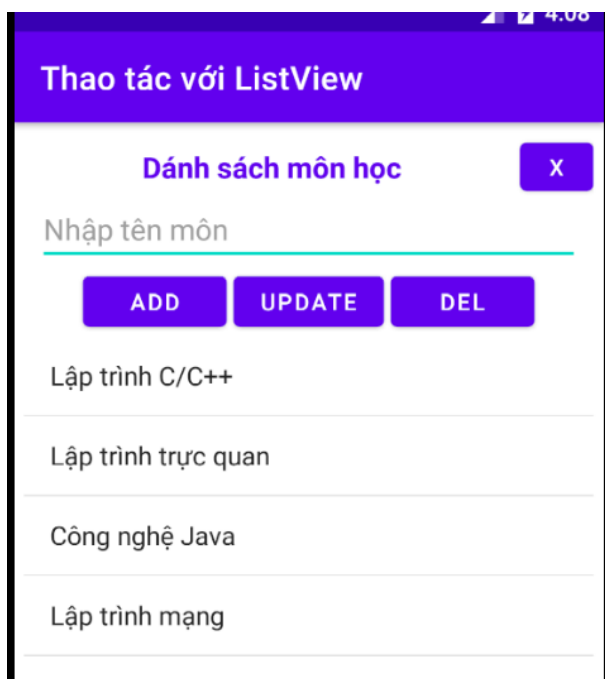 4:08
Thao tác với ListView
Dánh sách môn học
X
Nhập tên môn
ADD UPDATE DEL
Lập trình C/C++
Lập trình trực quan
Công nghệ Java
Lập trình mạng